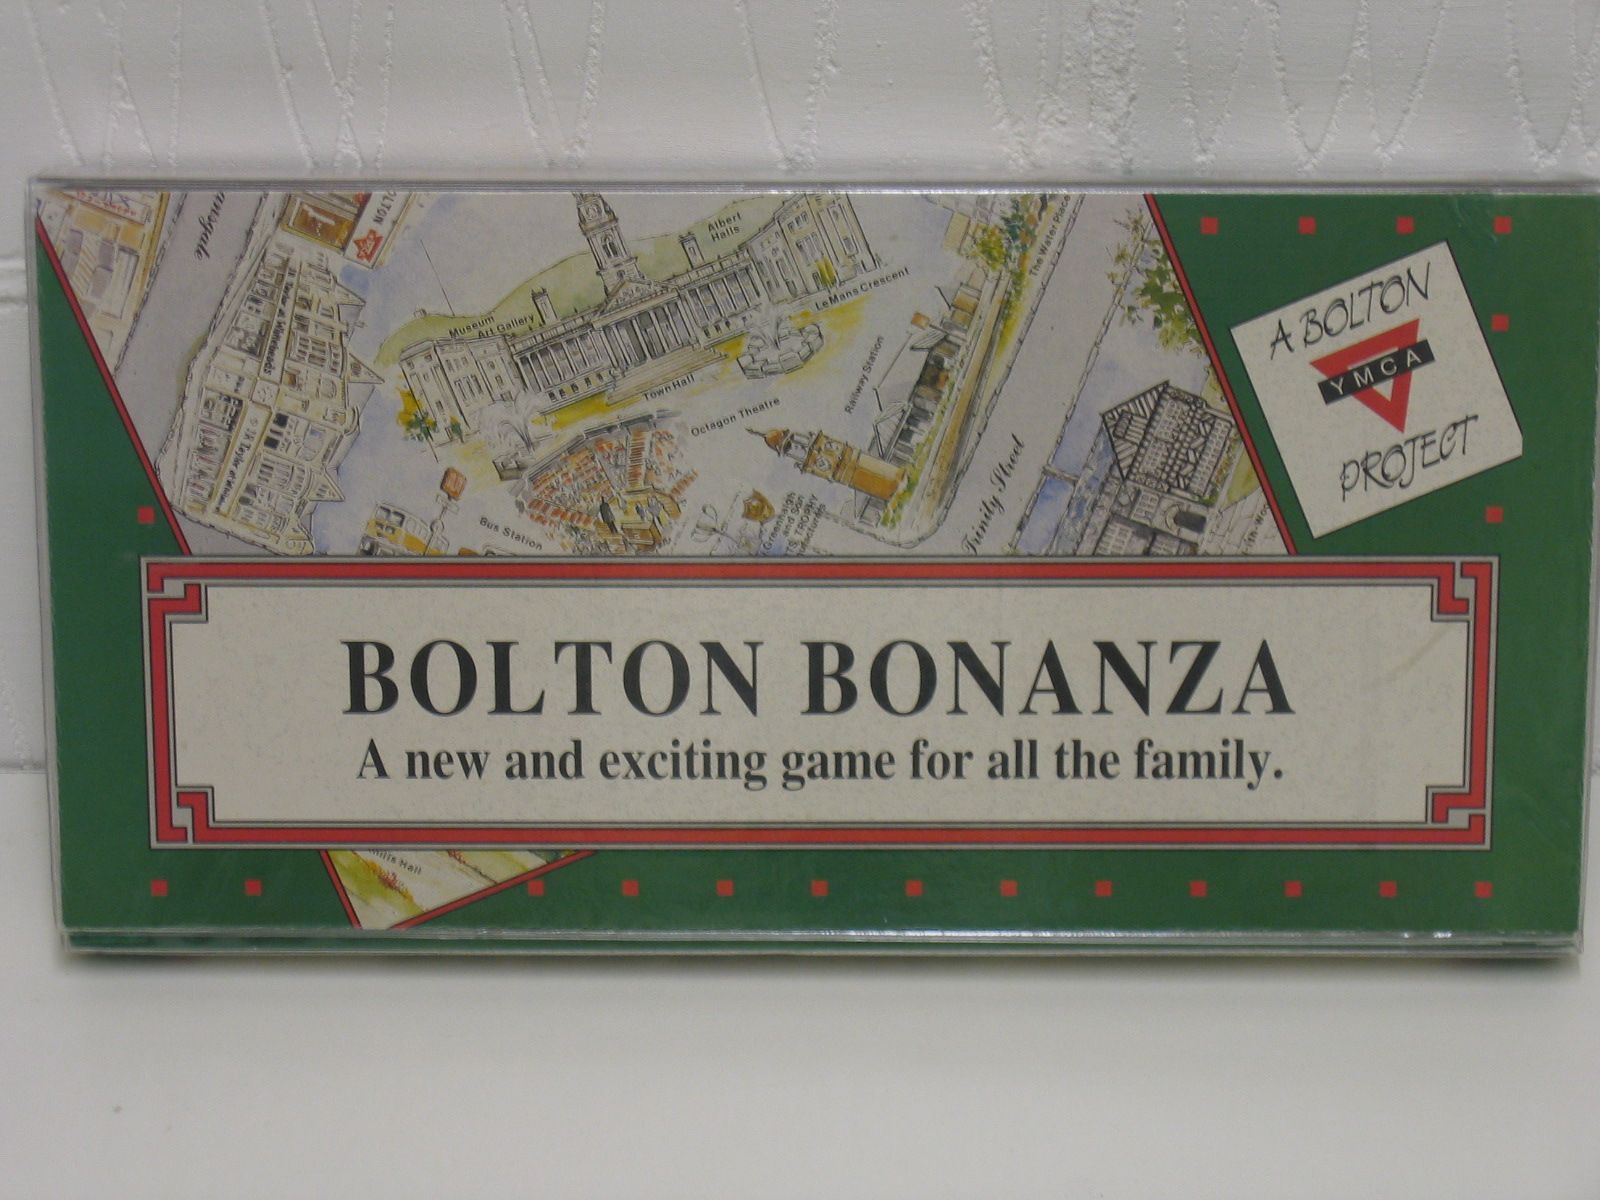 Albert
Halls
Museum
Art Gallery
LeMans Crescent
The Water Place
Town Hall
Octagon Theatre
Railway Station
Bus Station
Trinity Street
A BOLTON
YMCA
PROJECT
BOLTON BONANZA
A new and exciting game for all the family.